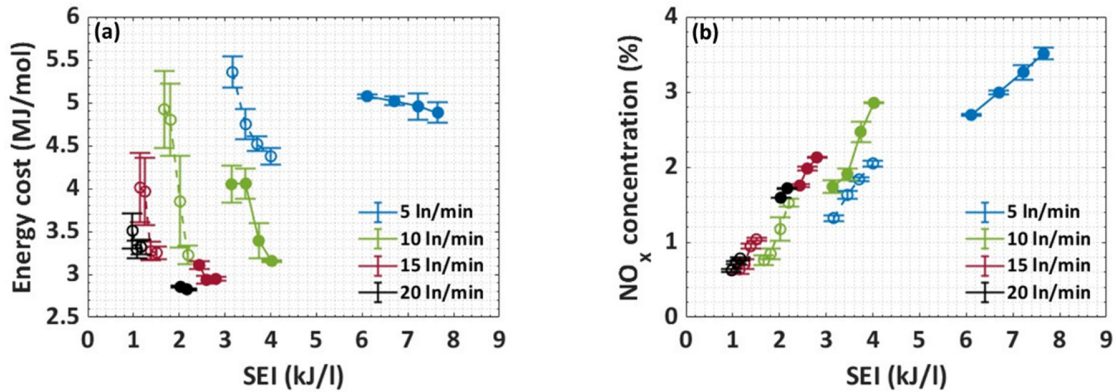 (a)
Energy cost (MJ/mol)
6
5.5
5
4.5
4
3.5
3
2.5
0 1 2 3 4 5 6 7 8 9
SEI (kJ/l)
5 ln/min
10 ln/min
15 ln/min
20 ln/min
(b)
NOx concentration (%)
4
3
2
1
0
0 1 2 3 4 5 6 7 8 9
SEI (kJ/l)
5 ln/min
10 ln/min
15 ln/min
20 ln/min